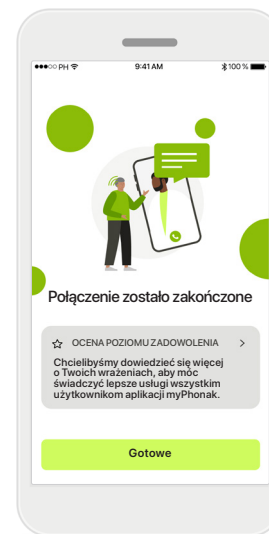 PH 9:41 AM 100 %
Połączenie zostało zakończone
OCENA POZIOMU ZADOWOLENIA
Chcielibyśmy dowiedzieć się więcej
o Twoich wrażeniach, aby móc
świadczyć lepsze usługi wszystkim
użytkownikom aplikacji myPhonak.
Gotowe